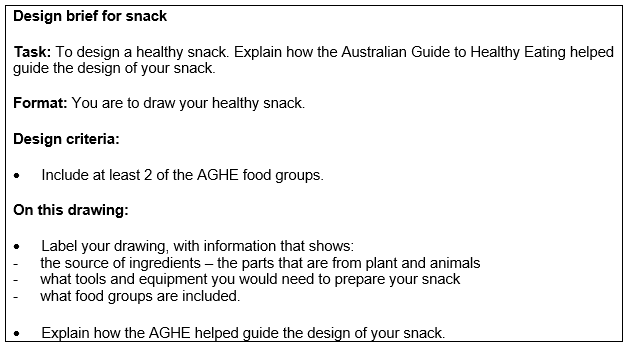 Design brief for snack
Task: To design a healthy snack. Explain how the Australian Guide to Healthy Eating helped
guide the design of your snack.
Format: You are to draw your healthy snack.
Design criteria:
• Include at least 2 of the AGHE food groups.
On this drawing:
• Label your drawing, with information that shows:
- the source of ingredients – the parts that are from plant and animals
- what tools and equipment you would need to prepare your snack
- what food groups are included.
• Explain how the AGHE helped guide the design of your snack.